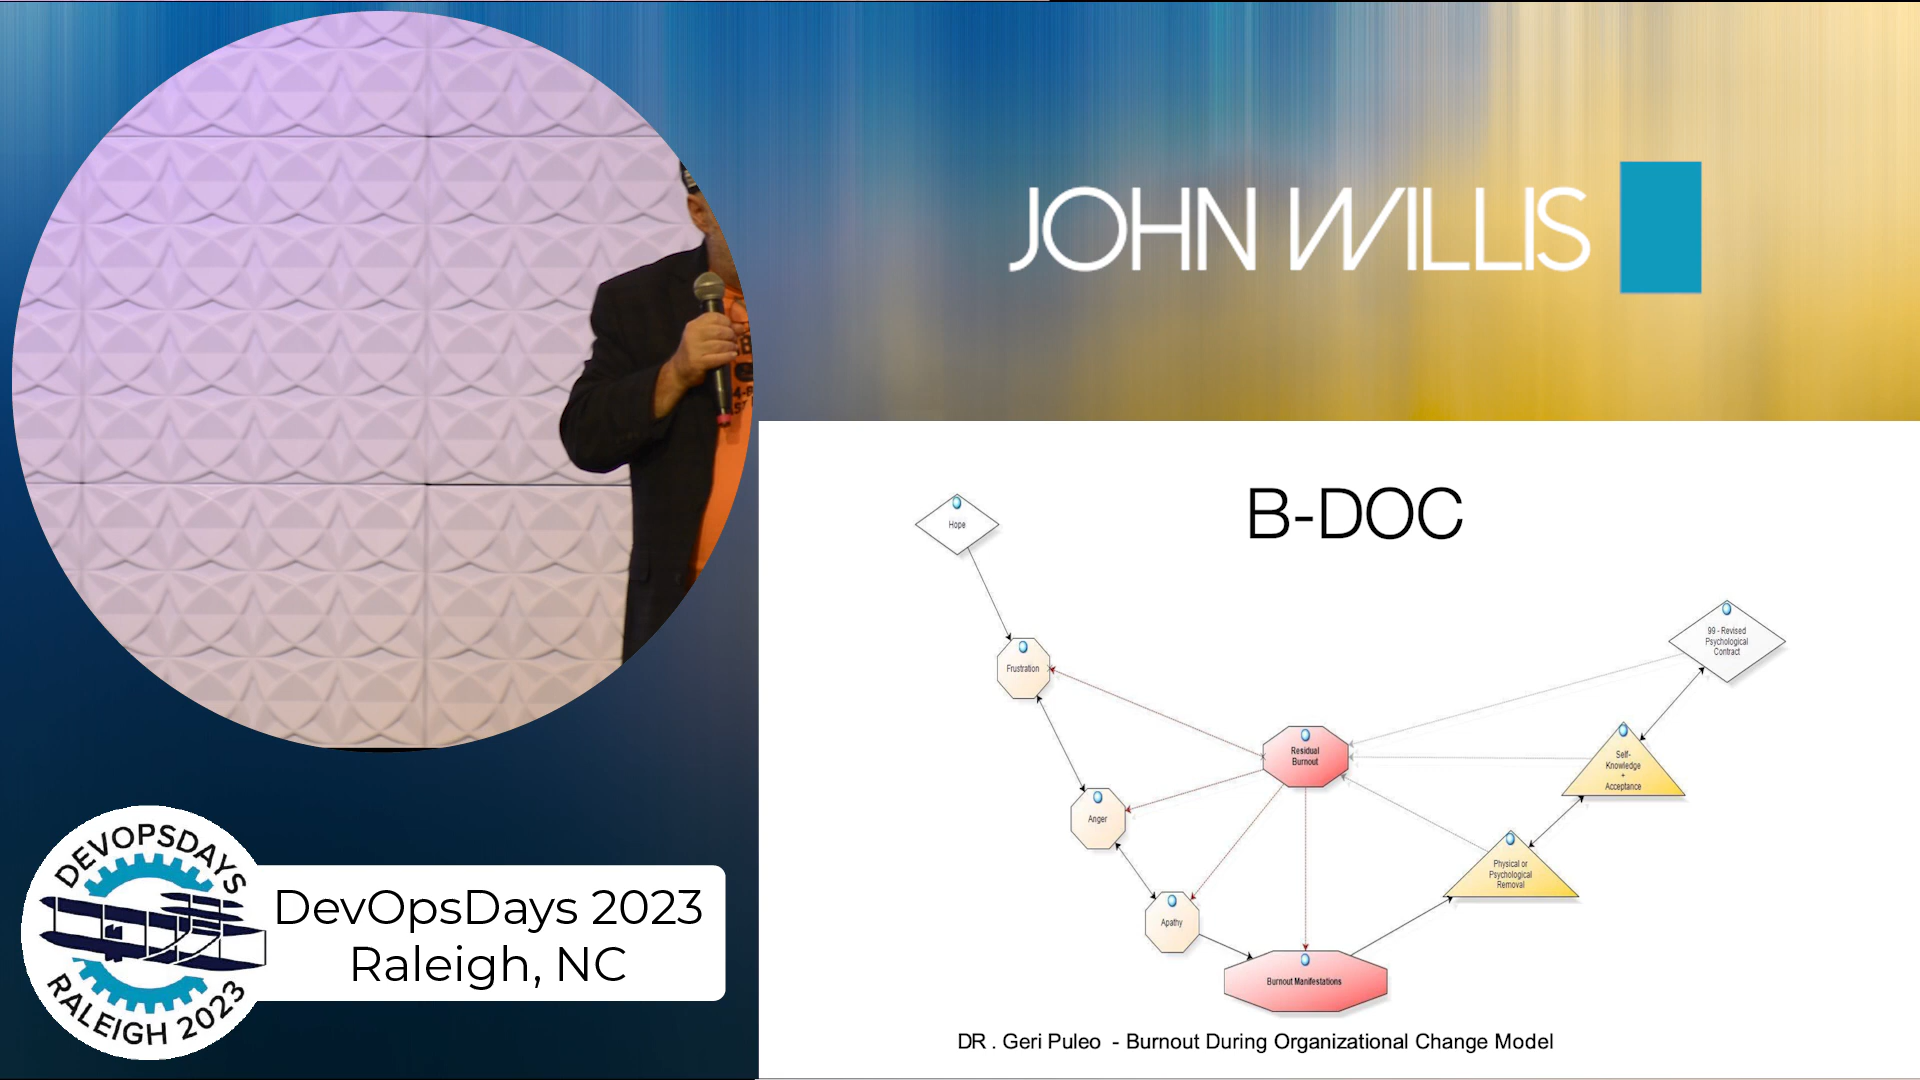 JOHN WILLIS
B-DOC
Hope
99 - Revised
Psychological
Contract
Frustration
Residual
Burnout
Self-
Knowledge
+
Acceptance
Anger
Physical or
Psychological
Removal
Apathy
Burnout Manifestations
DR . Geri Puleo - Burnout During Organizational Change Model
DEVOPSDAYS
RALEIGH 2023
DevOpsDays 2023
Raleigh, NC